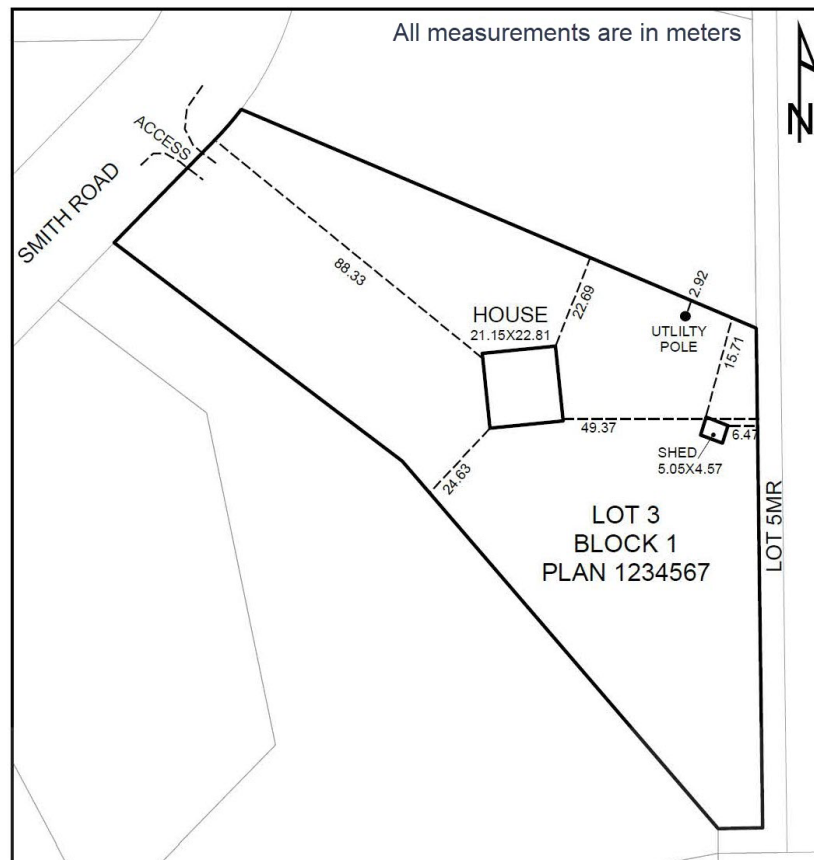 All measurements are in meters
N
ACCESS
SMITH ROAD
88.33
22.69
2.92
HOUSE
21.15X22.81
UTLILTY
POLE
15.71
49.37
6.47
SHED
5.05X4.57
24.63
LOT 3
BLOCK 1
PLAN 1234567
LOT 5MR